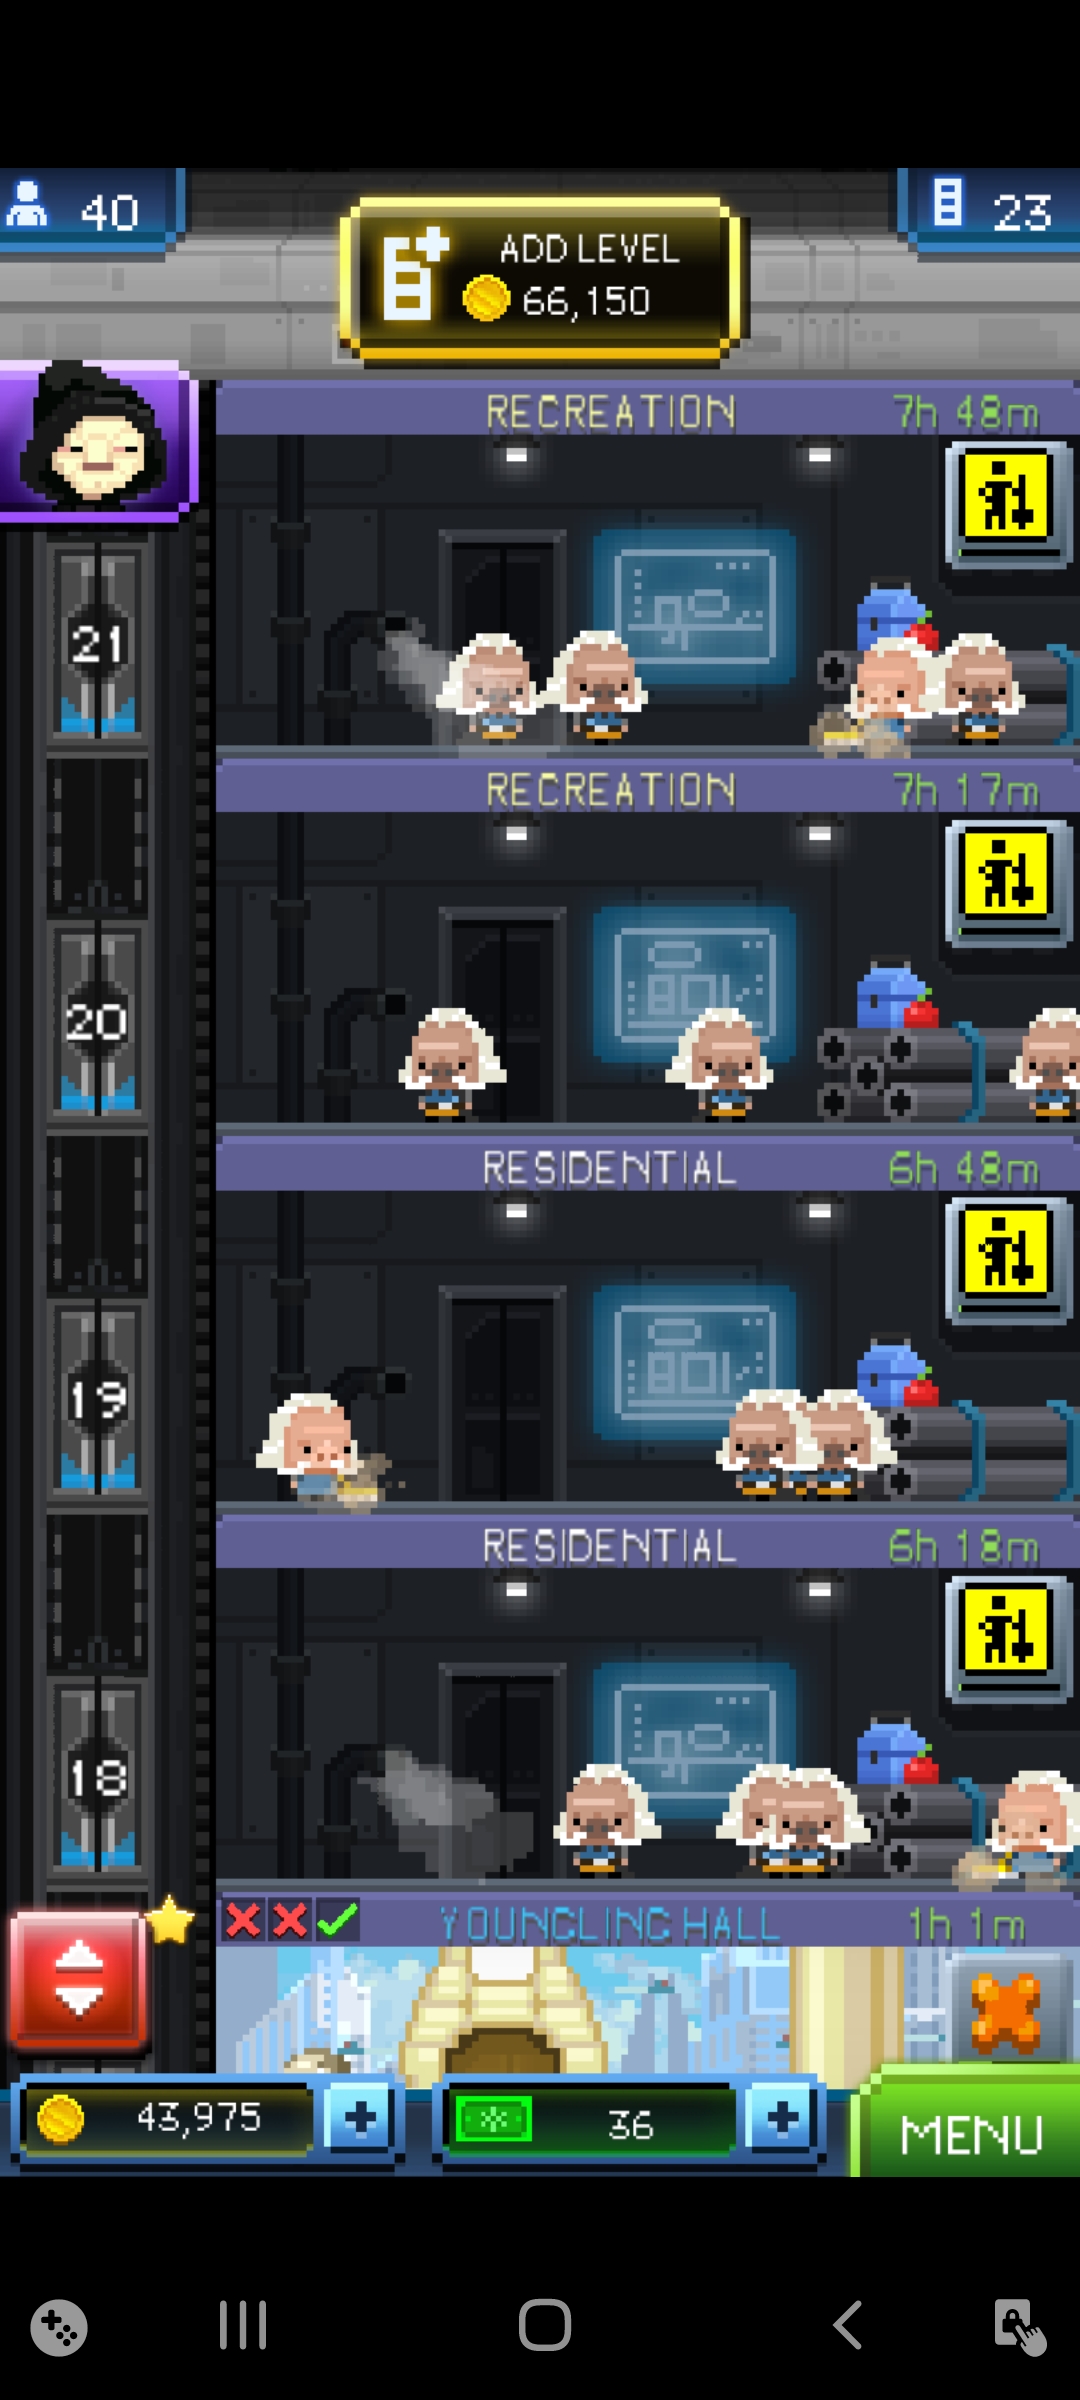 40
ADD LEVEL
66,150
23
RECREATION 7h 48m
21
RECREATION 7h 17m
20
RESIDENTIAL 6h 48m
19
RESIDENTIAL 6h 18m
18
YOUNGLING HALL 1h 1m
43,975
36
MENU